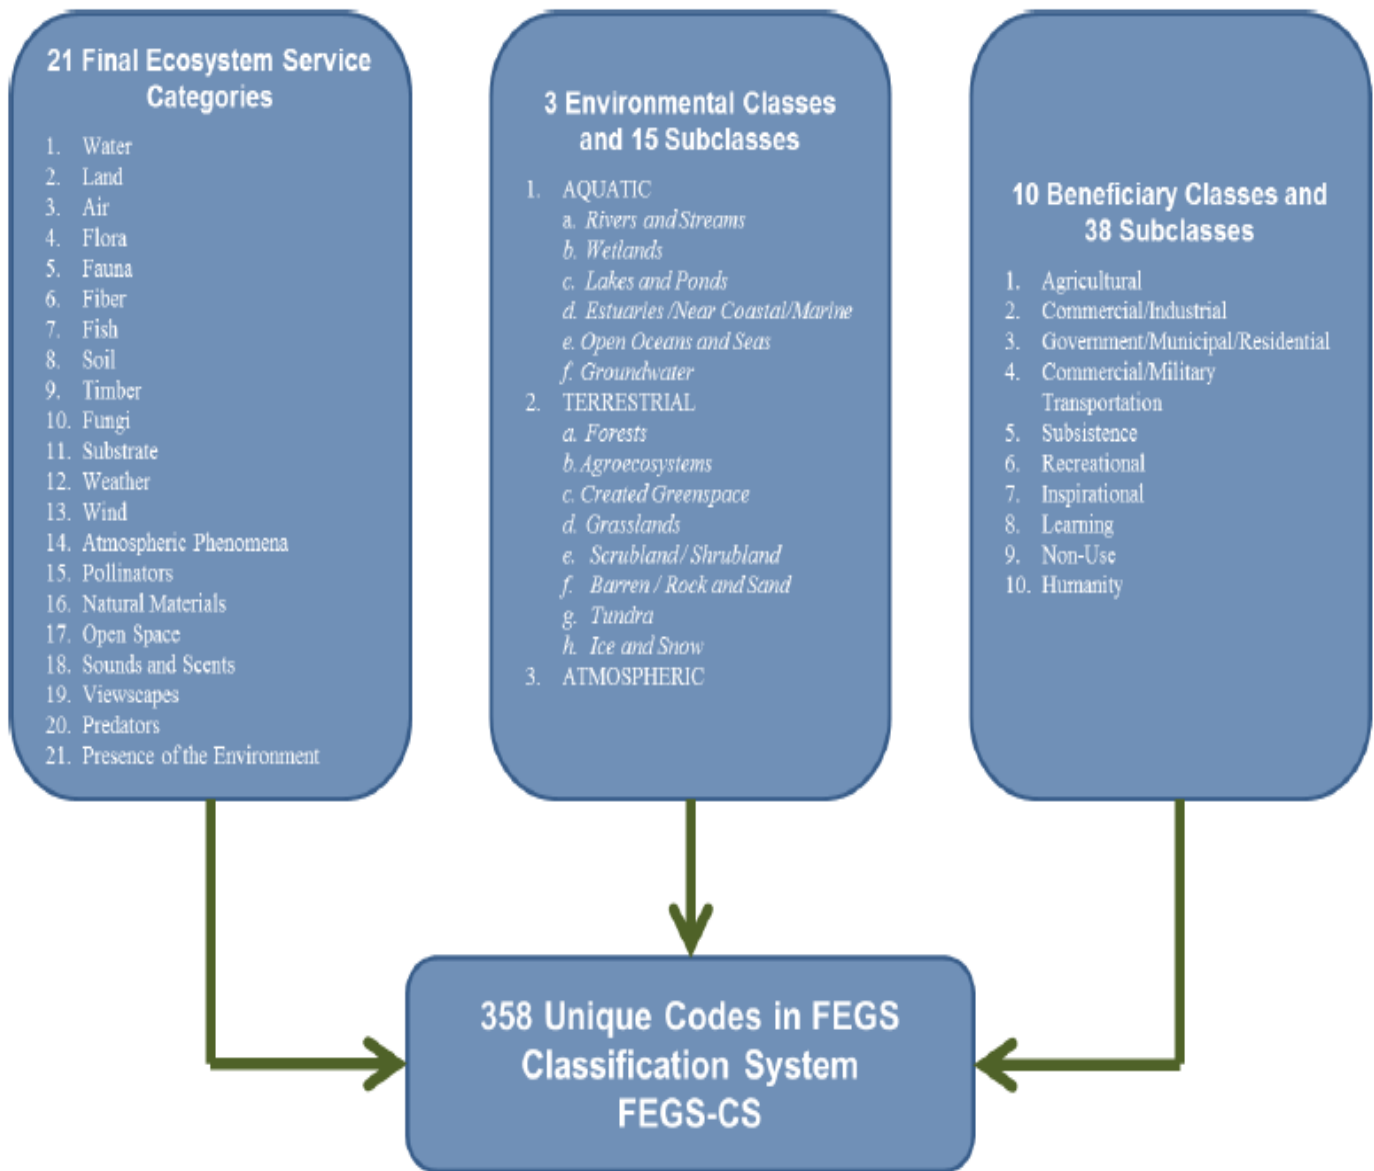 21 Final Ecosystem Service
Categories
1. Water
2. Land
3. Air
4. Flora
5. Fauna
6. Fiber
7. Fish
8. Soil
9. Timber
10. Fungi
11. Substrate
12. Weather
13. Wind
14. Atmospheric Phenomena
15. Pollinators
16. Natural Materials
17. Open Space
18. Sounds and Scents
19. Viewscapes
20. Predators
21. Presence of the Environment
3 Environmental Classes
and 15 Subclasses
1. AQUATIC
a. Rivers and Streams
b. Wetlands
c. Lakes and Ponds
d. Estuaries /Near Coastal/Marine
e. Open Oceans and Seas
f. Groundwater
2. TERRESTRIAL
a. Forests
b. Agroecosystems
c. Created Greenspace
d. Grasslands
e. Scrubland / Shrubland
f. Barren / Rock and Sand
g. Tundra
h. Ice and Snow
3. ATMOSPHERIC
10 Beneficiary Classes and
38 Subclasses
1. Agricultural
2. Commercial/Industrial
3. Government/Municipal/Residential
4. Commercial/Military
Transportation
5. Subsistence
6. Recreational
7. Inspirational
8. Learning
9. Non-Use
10. Humanity
358 Unique Codes in FEGS
Classification System
FEGS-CS